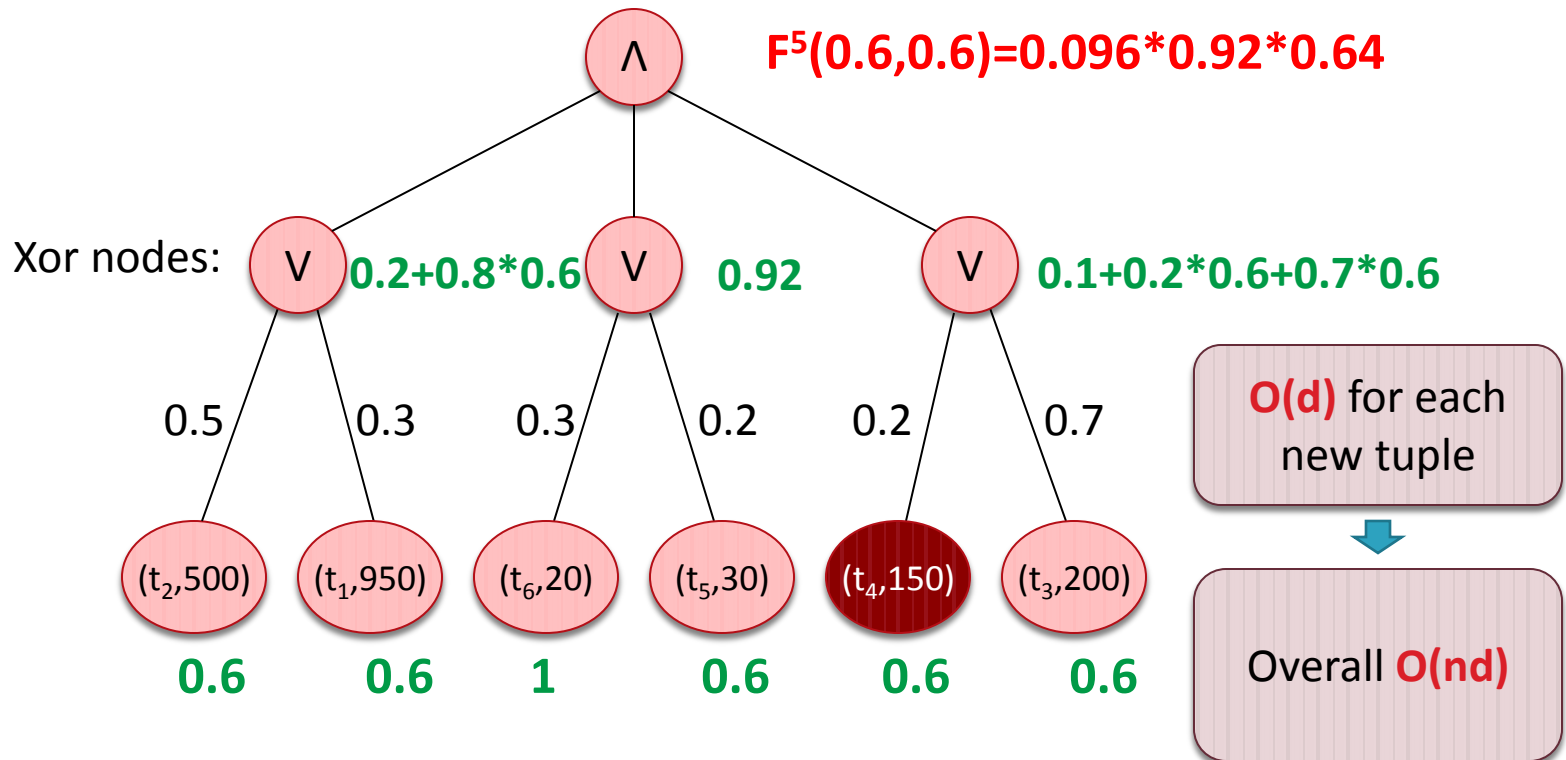 Λ
F⁵(0.6,0.6)=0.096*0.92*0.64
Xor nodes:
V
0.2+0.8*0.6
V
0.92
V
0.1+0.2*0.6+0.7*0.6
0.5
0.3
0.3
0.2
0.2
0.7
O(d) for each
new tuple
(t₂,500)
(t₁,950)
(t₆,20)
(t₅,30)
(t₄,150)
(t₃,200)
0.6
0.6
1
0.6
0.6
0.6
Overall O(nd)